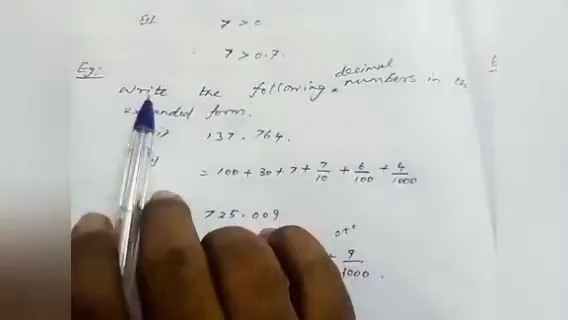 7 > 0
7 > 0.7.
Eg:
Write the following decimal numbers in the
expanded form.
137.764.
= 100 + 30 + 7 + 7/10 + 6/100 + 4/1000
725.009
+ 9/1000.